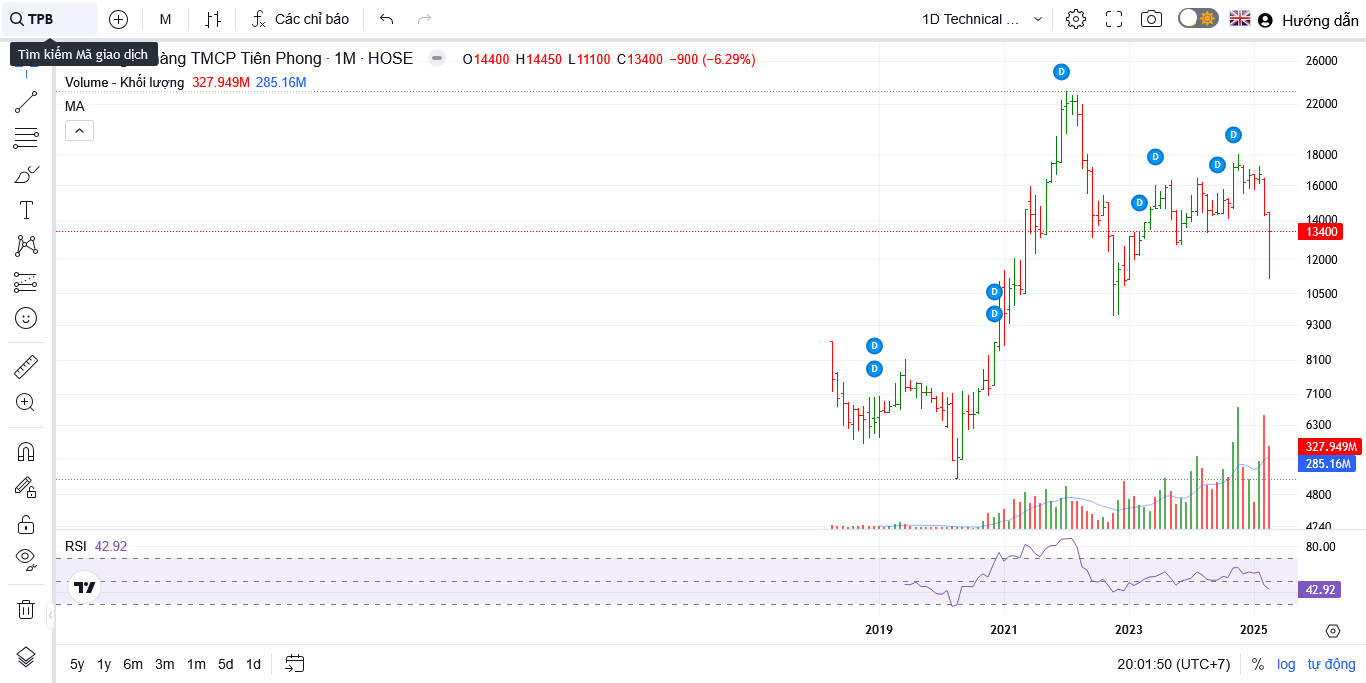 TPB M Các chỉ báo 1D Technical ... Hướng dẫn
Tìm kiếm Mã giao dịch
àng TMCP Tiên Phong · 1M · HOSE O14400 H14450 L11100 C13400 −900 (−6.29%)
Volume - Khối lượng 327.949M 285.16M
MA
D
D
D
D
D
D
D
D
D
26000
22000
18000
16000
14000
13400
12000
10500
9300
8100
7100
6300
327.949M
285.16M
4800
4240
RSI 42.92
80.00
42.92
2019 2021 2023 2025
5y 1y 6m 3m 1m 5d 1d 20:01:50 (UTC+7) % log tự động